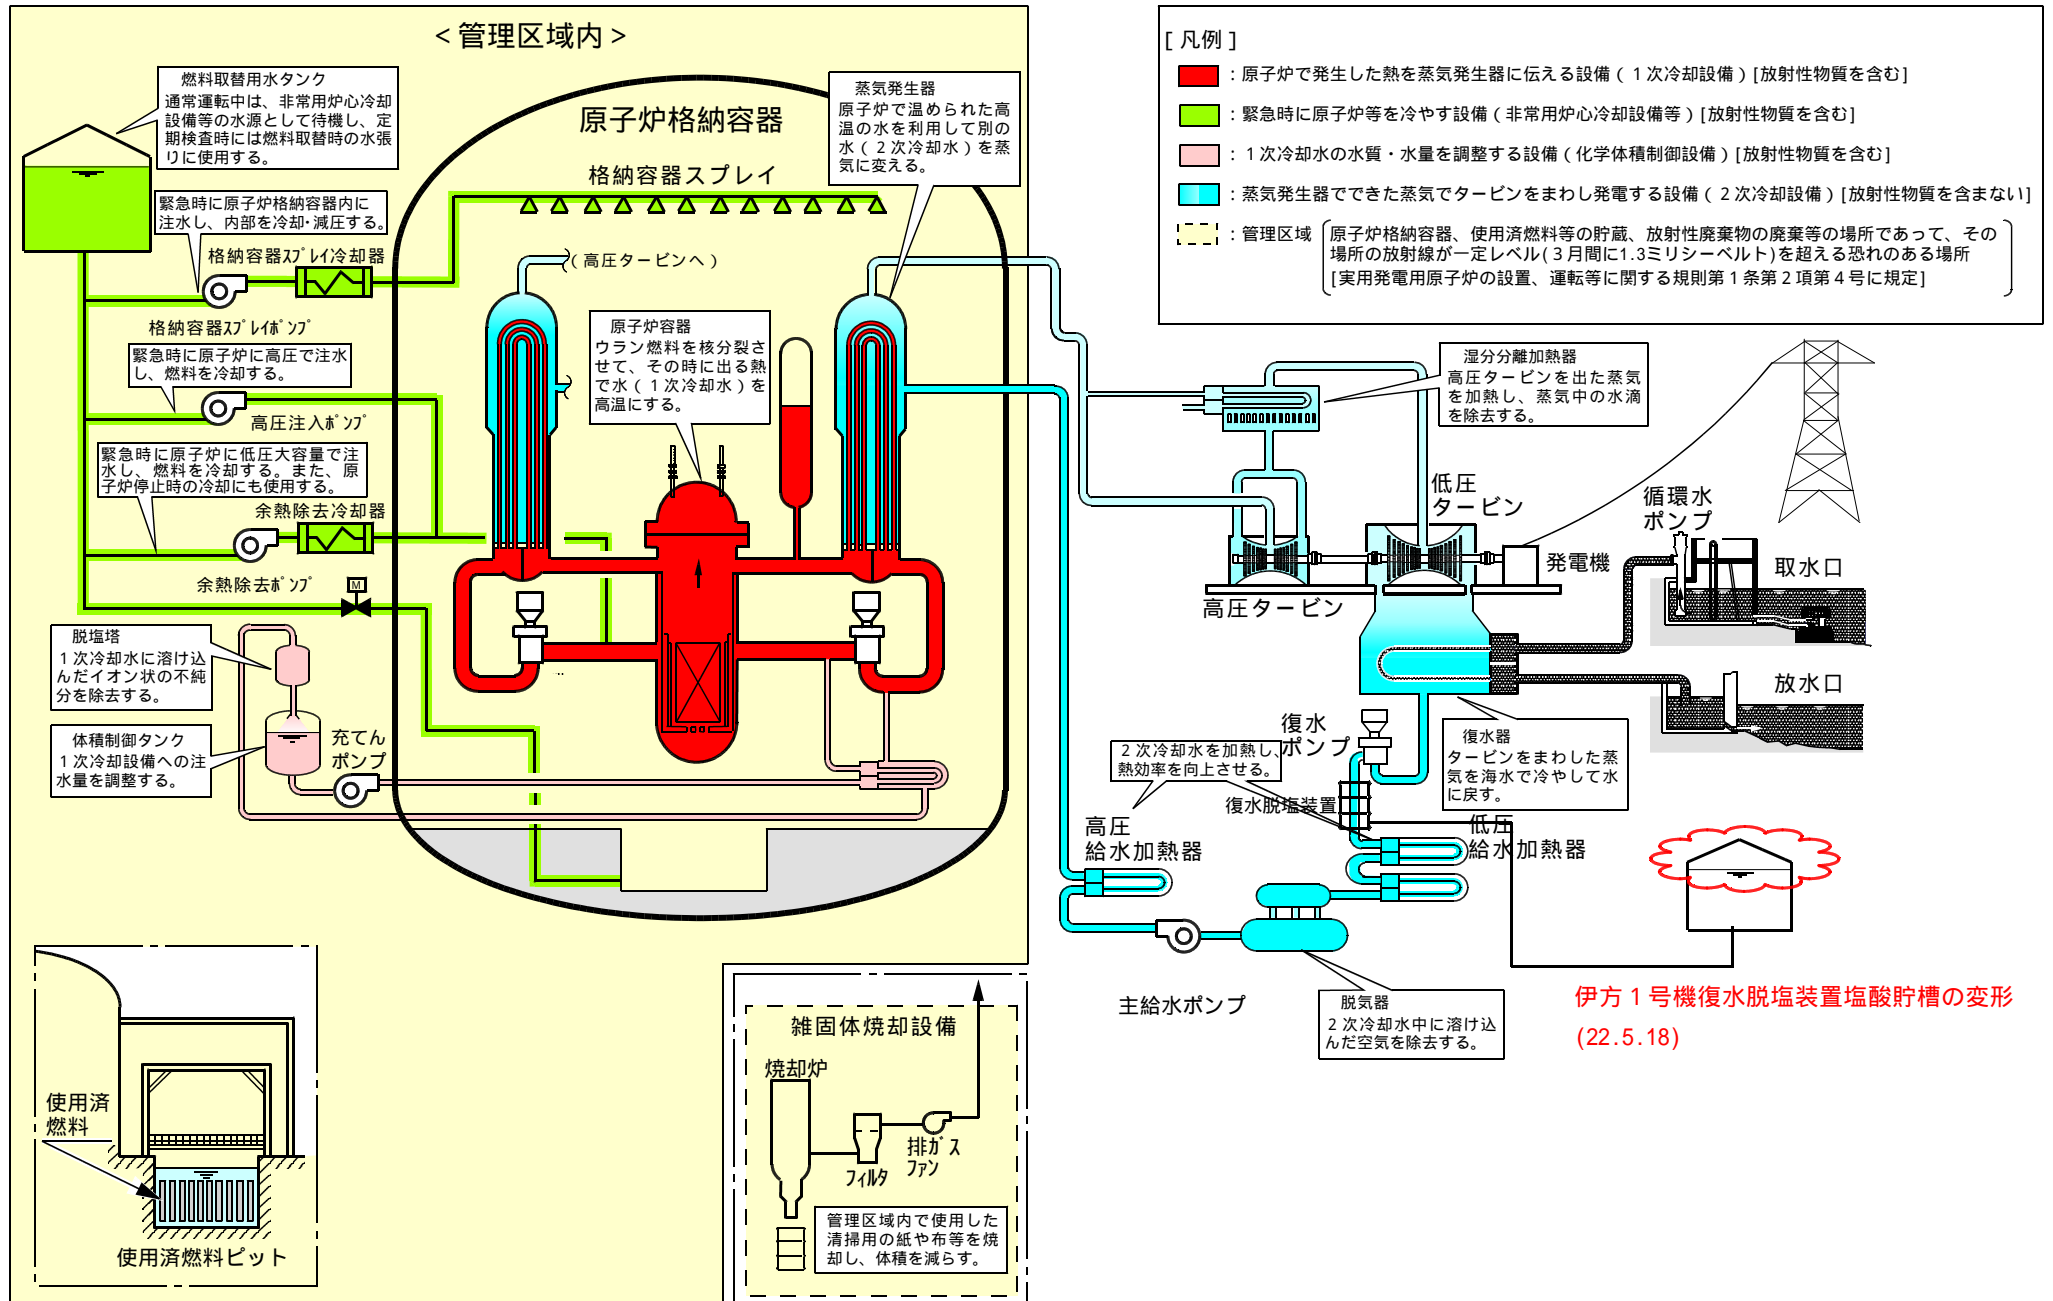 ＜管理区域内＞
燃料取替用水タンク
通常運転中は、非常用炉心冷却
設備等の水源として待機し、定
期検査時には燃料取替時の水張
りに使用する。
緊急時に原子炉格納容器内に
注水し、内部を冷却・減圧する。
格納容器ｽﾌﾟﾚｲ冷却器
格納容器ｽﾌﾟﾚｲﾎﾟﾝﾌﾟ
緊急時に原子炉に高圧で注水
し、燃料を冷却する。
高圧注入ﾎﾟﾝﾌﾟ
緊急時に原子炉に低圧大容量で注
水し、燃料を冷却する。また、原
子炉停止時の冷却にも使用する。
余熱除去冷却器
余熱除去ﾎﾟﾝﾌﾟ
M
脱塩塔
１次冷却水に溶け込
んだイオン状の不純
分を除去する。
体積制御タンク
１次冷却設備への注
水量を調整する。
充てん
ポンプ
原子炉格納容器
格納容器スプレイ
（高圧タービンへ）
蒸気発生器
原子炉で温められた高
温の水を利用して別の
水（２次冷却水）を蒸
気に変える。
原子炉容器
ウラン燃料を核分裂さ
せて、その時に出る熱
で水（１次冷却水）を
高温にする。
[凡例]
：原子炉で発生した熱を蒸気発生器に伝える設備（１次冷却設備）[放射性物質を含む]
：緊急時に原子炉等を冷やす設備（非常用炉心冷却設備等）[放射性物質を含む]
：１次冷却水の水質・水量を調整する設備（化学体積制御設備）[放射性物質を含む]
：蒸気発生器でできた蒸気でタービンをまわし発電する設備（２次冷却設備）[放射性物質を含まない]
：管理区域
原子炉格納容器、使用済燃料等の貯蔵、放射性廃棄物の廃棄等の場所であって、その
場所の放射線が一定レベル(３月間に1.3ミリシーベルト)を超える恐れのある場所
[実用発電用原子炉の設置、運転等に関する規則第１条第２項第４号に規定]
湿分分離加熱器
高圧タービンを出た蒸気
を加熱し、蒸気中の水滴
を除去する。
低圧
タービン
発電機
高圧タービン
循環水
ポンプ
取水口
放水口
復水
ポンプ
復水器
タービンをまわした蒸
気を海水で冷やして水
に戻す。
２次冷却水を加熱し、
熱効率を向上させる。
復水脱塩装置
高圧
給水加熱器
低圧
給水加熱器
主給水ポンプ
脱気器
２次冷却水中に溶け込
んだ空気を除去する。
伊方１号機復水脱塩装置塩酸貯槽の変形
(22.5.18)
使用済
燃料
使用済燃料ピット
雑固体焼却設備
焼却炉
フィルタ
排ｶﾞｽ
ﾌｧﾝ
管理区域内で使用した
清掃用の紙や布等を焼
却し、体積を減らす。